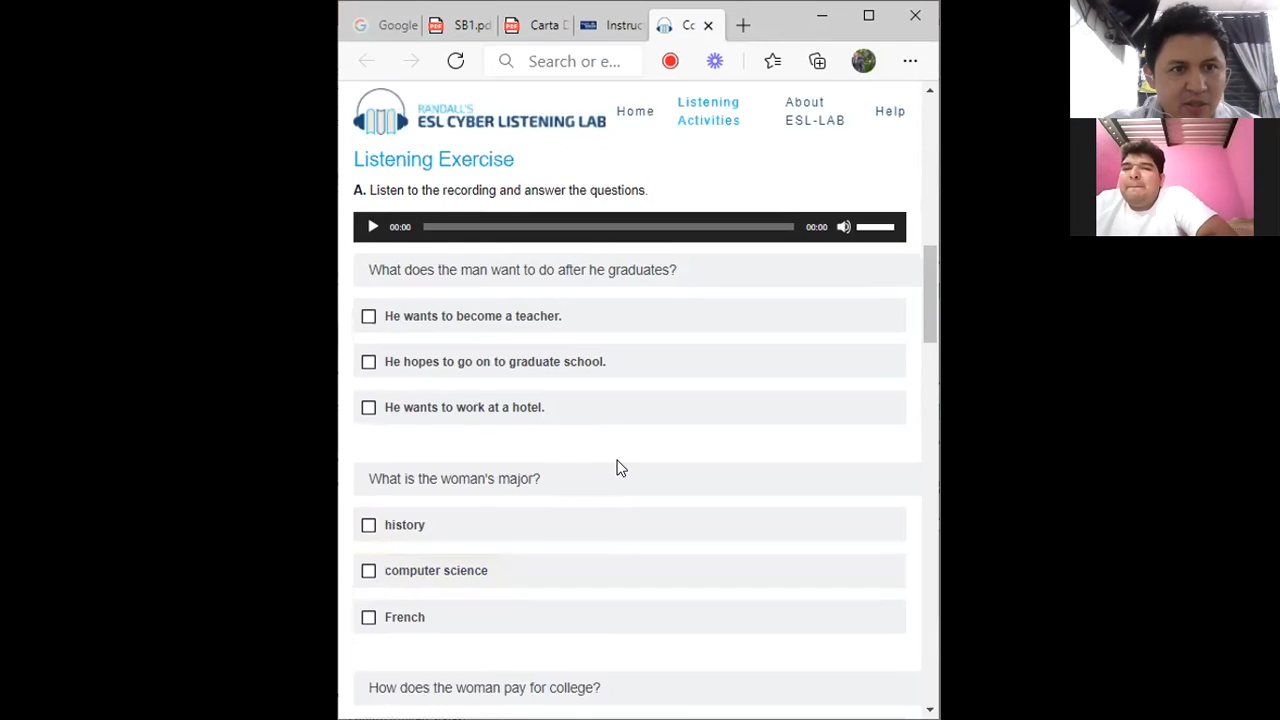 Google
SB1.pd
Carta D
Instruc
Co
Search or e...
RANDALL'S
ESL CYBER LISTENING LAB
Home
Listening
Activities
About
ESL-LAB
Help
Listening Exercise
A. Listen to the recording and answer the questions.
00:00
00:00
What does the man want to do after he graduates?
He wants to become a teacher.
He hopes to go on to graduate school.
He wants to work at a hotel.
What is the woman's major?
history
computer science
French
How does the woman pay for college?